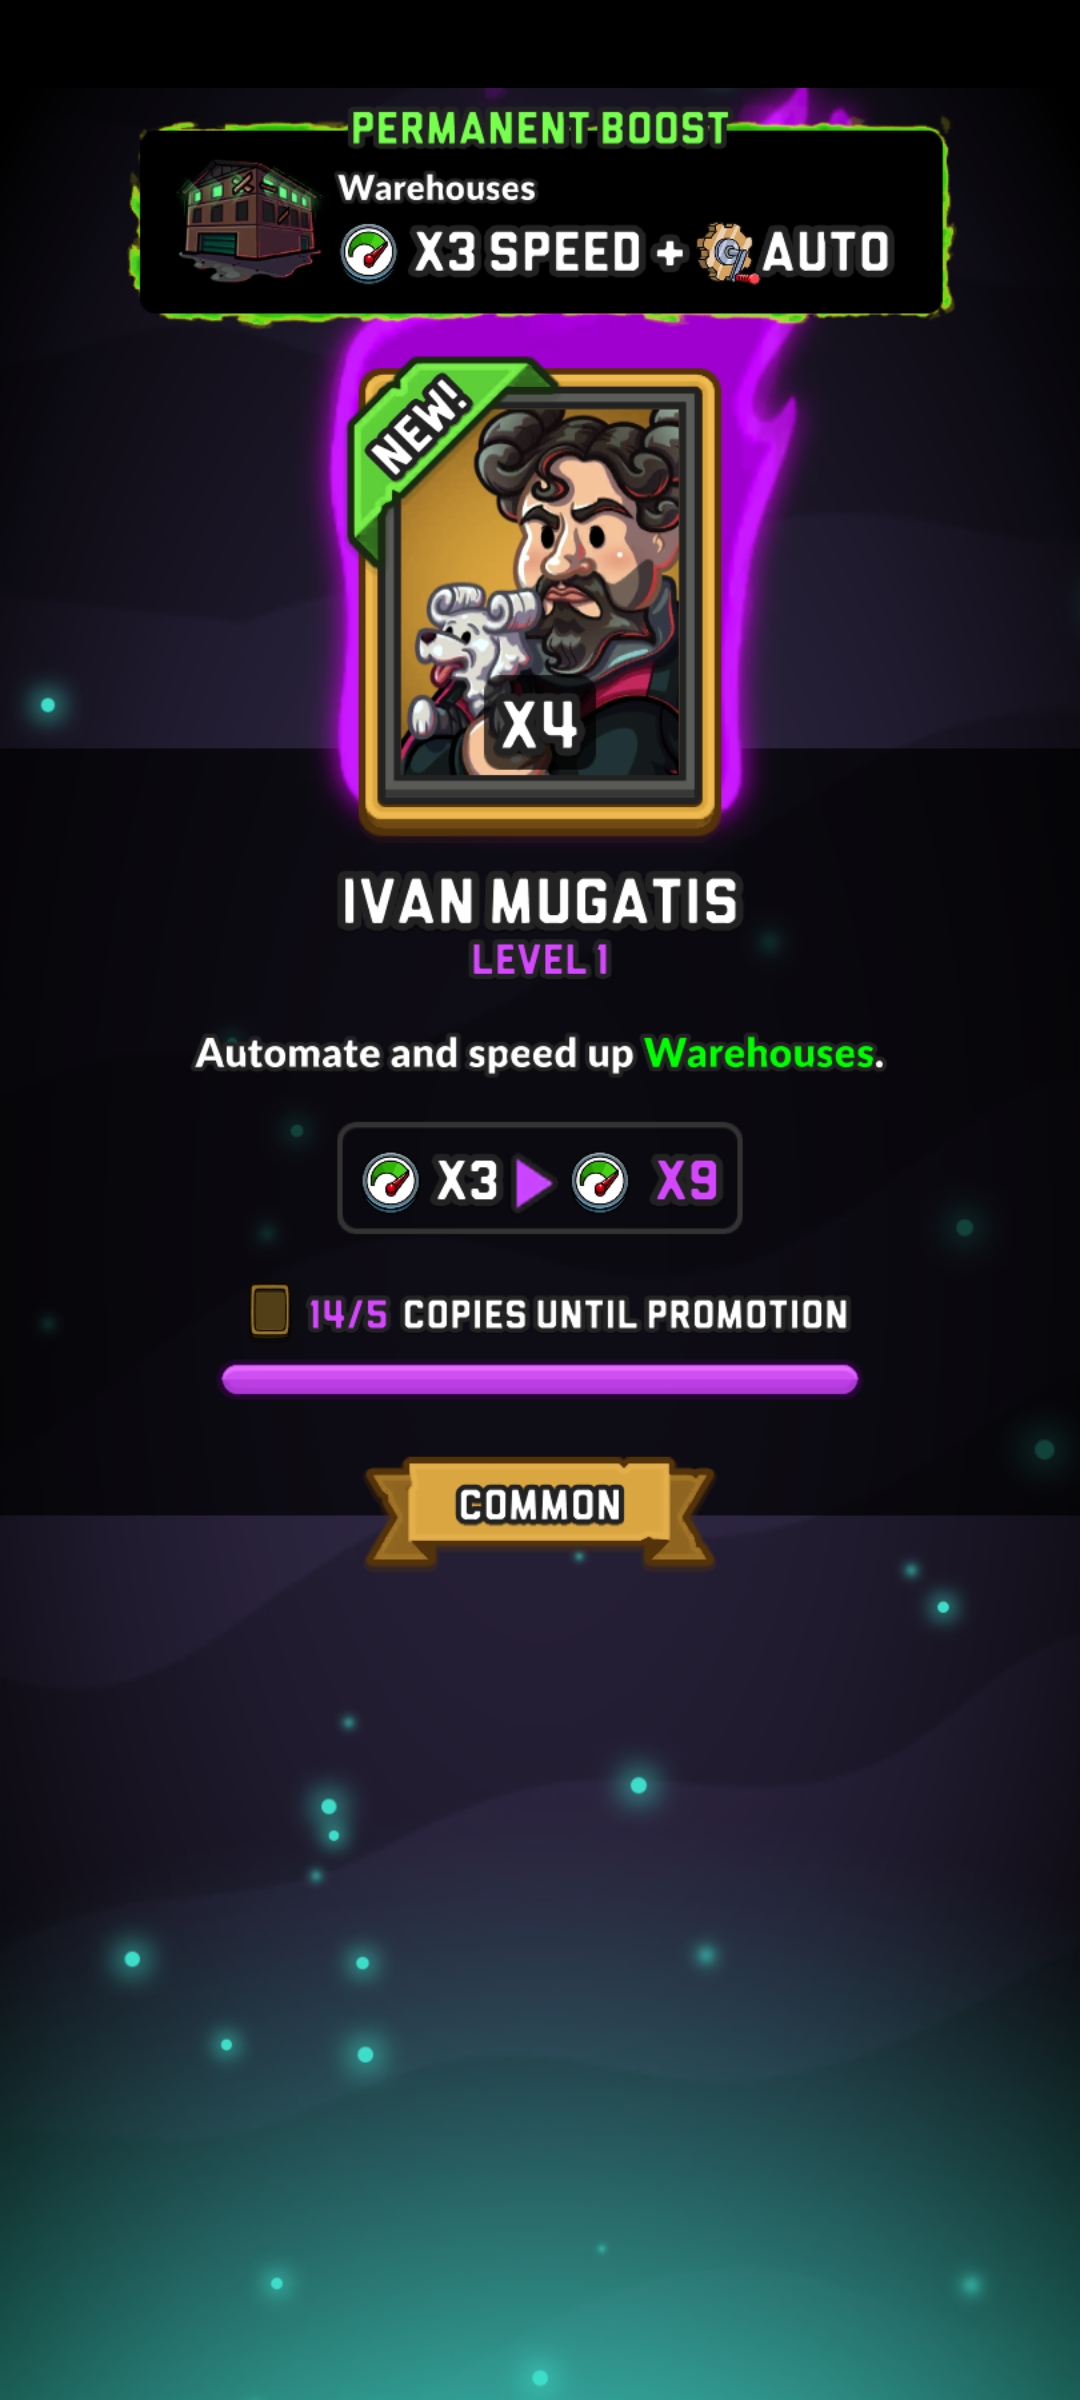 PERMANENT BOOST
Warehouses
X3 SPEED + AUTO
NEW!
X4
IVAN MUGATIS
LEVEL 1
Automate and speed up Warehouses.
X3 X9
14/5 COPIES UNTIL PROMOTION
COMMON